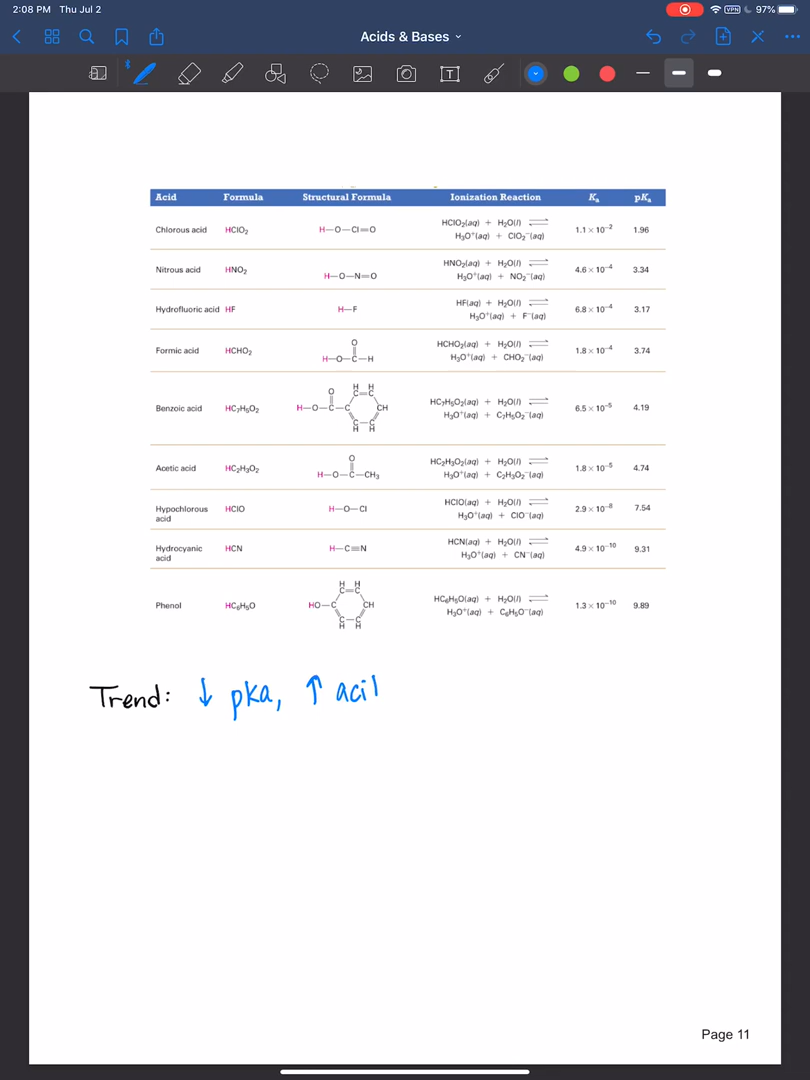 2:08 PM Thu Jul 2
VPN 97%
Acids & Bases
T
Acid Formula Structural Formula Ionization Reaction Kₐ pKₐ
Chlorous acid HClO₂ H—O—Cl=O HClO₂(aq) + H₂O(l) ⇌ H₃O⁺(aq) + ClO₂⁻(aq) 1.1 × 10⁻² 1.96
Nitrous acid HNO₂ H—O—N=O HNO₂(aq) + H₂O(l) ⇌ H₃O⁺(aq) + NO₂⁻(aq) 4.6 × 10⁻⁴ 3.34
Hydrofluoric acid HF H—F HF(aq) + H₂O(l) ⇌ H₃O⁺(aq) + F⁻(aq) 6.8 × 10⁻⁴ 3.17
Formic acid HCHO₂ H—O—C(=O)—H HCHO₂(aq) + H₂O(l) ⇌ H₃O⁺(aq) + CHO₂⁻(aq) 1.8 × 10⁻⁴ 3.74
Benzoic acid HC₇H₅O₂ O H H H—O—C—C CH C—C H H HC₇H₅O₂(aq) + H₂O(l) ⇌ H₃O⁺(aq) + C₇H₅O₂⁻(aq) 6.5 × 10⁻⁵ 4.19
Acetic acid HC₂H₃O₂ H—O—C(=O)—CH₃ HC₂H₃O₂(aq) + H₂O(l) ⇌ H₃O⁺(aq) + C₂H₃O₂⁻(aq) 1.8 × 10⁻⁵ 4.74
Hypochlorous acid HClO H—O—Cl HClO(aq) + H₂O(l) ⇌ H₃O⁺(aq) + ClO⁻(aq) 2.9 × 10⁻⁸ 7.54
Hydrocyanic acid HCN H—C≡N HCN(aq) + H₂O(l) ⇌ H₃O⁺(aq) + CN⁻(aq) 4.9 × 10⁻¹⁰ 9.31
Phenol HC₆H₅O H H C=C HO—C CH C—C H H HC₆H₅O(aq) + H₂O(l) ⇌ H₃O⁺(aq) + C₆H₅O⁻(aq) 1.3 × 10⁻¹⁰ 9.89
Trend: ↓ pka, ↑ aci
Page 11